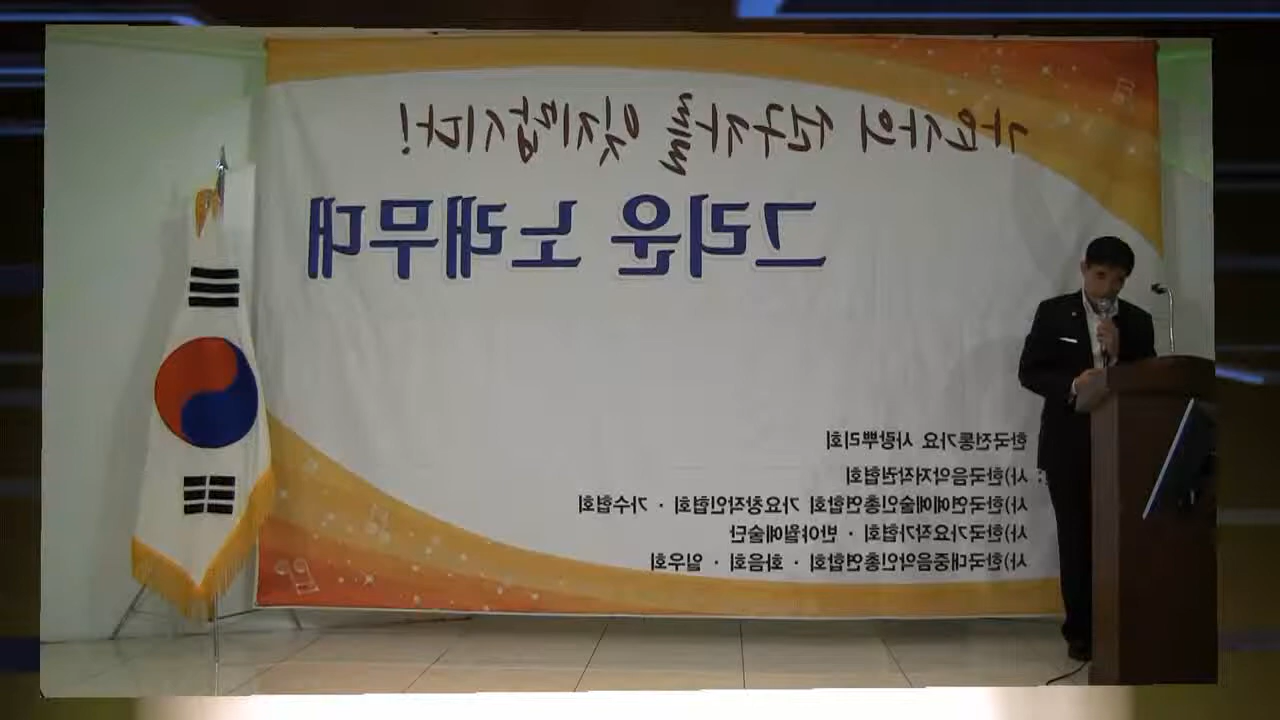 가요사의 잊지맙시다!
그리운 노래무대
한국전통가요 사랑뿌리회
: 사)한국음악저작권협회
사)한국연예예술인총연합회 가요창작인협회 · 가수협회
사)한국가요작가협회 · 반야월예술단
사)한국대중음악인총연합회 · 화음회 · 일우회